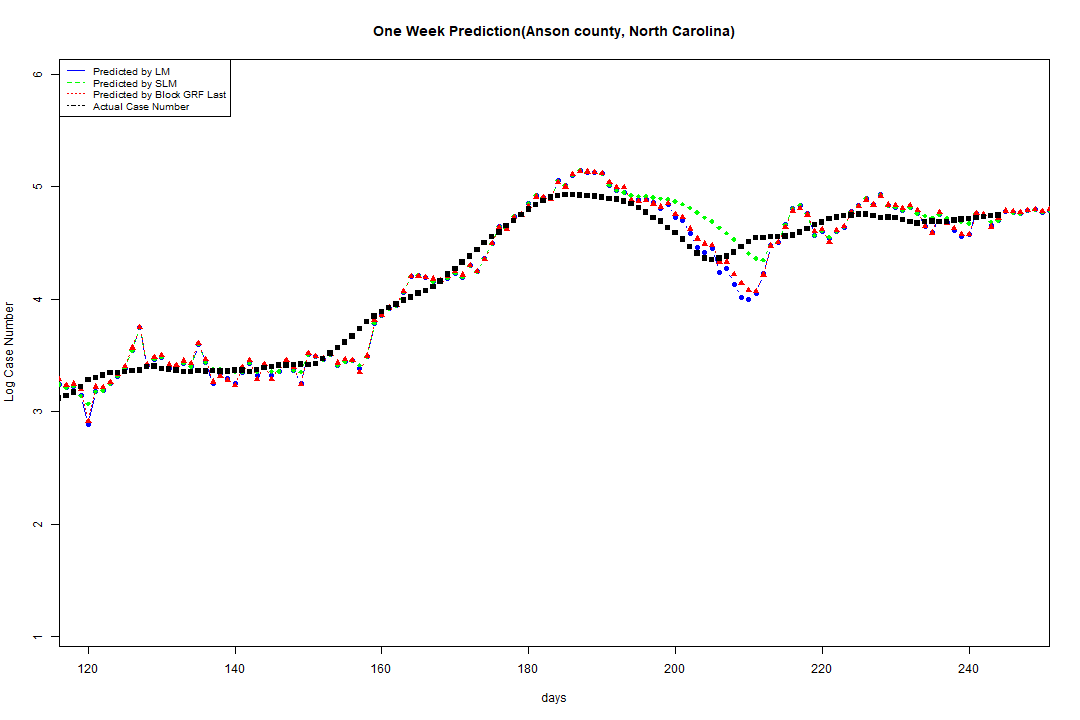 One Week Prediction(Anson county, North Carolina)
Predicted by LM
Predicted by SLM
Predicted by Block GRF Last
Actual Case Number
6
5
4
3
2
1
Log Case Number
120 140 160 180 200 220 240
days